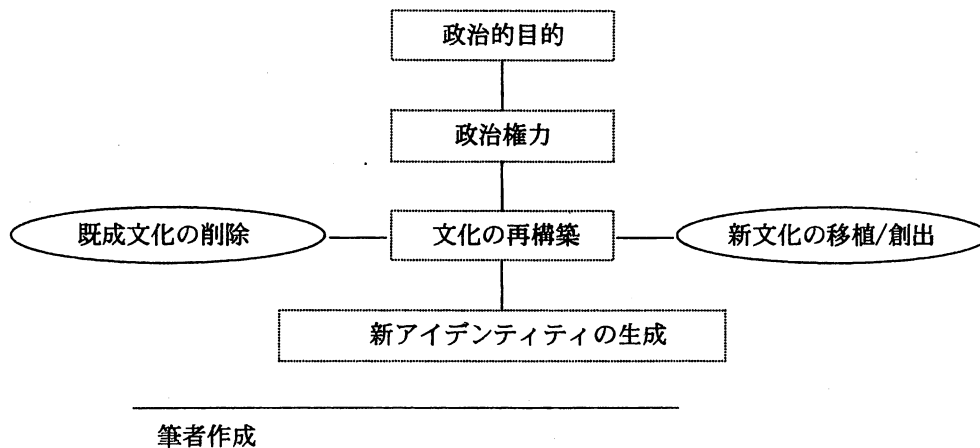 政治的目的
政治権力
既成文化の削除
文化の再構築
新文化の移植/創出
新アイデンティティの生成
筆者作成